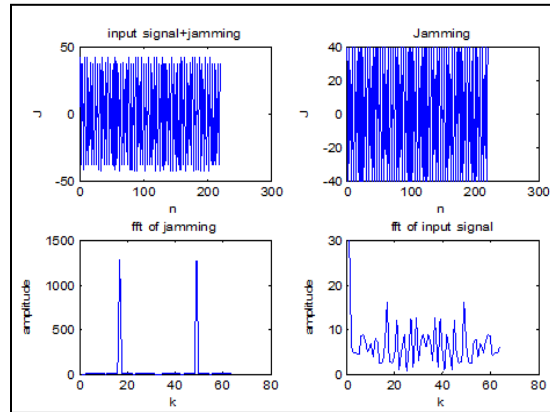 input signal+jamming
50
0
-50
J
0 100 200 300
n
Jamming
40
20
0
-20
-40
J
0 100 200 300
n
fft of jamming
1500
1000
500
0
amplitude
0 20 40 60 80
k
fft of input signal
30
20
10
0
amplitude
0 20 40 60 80
k